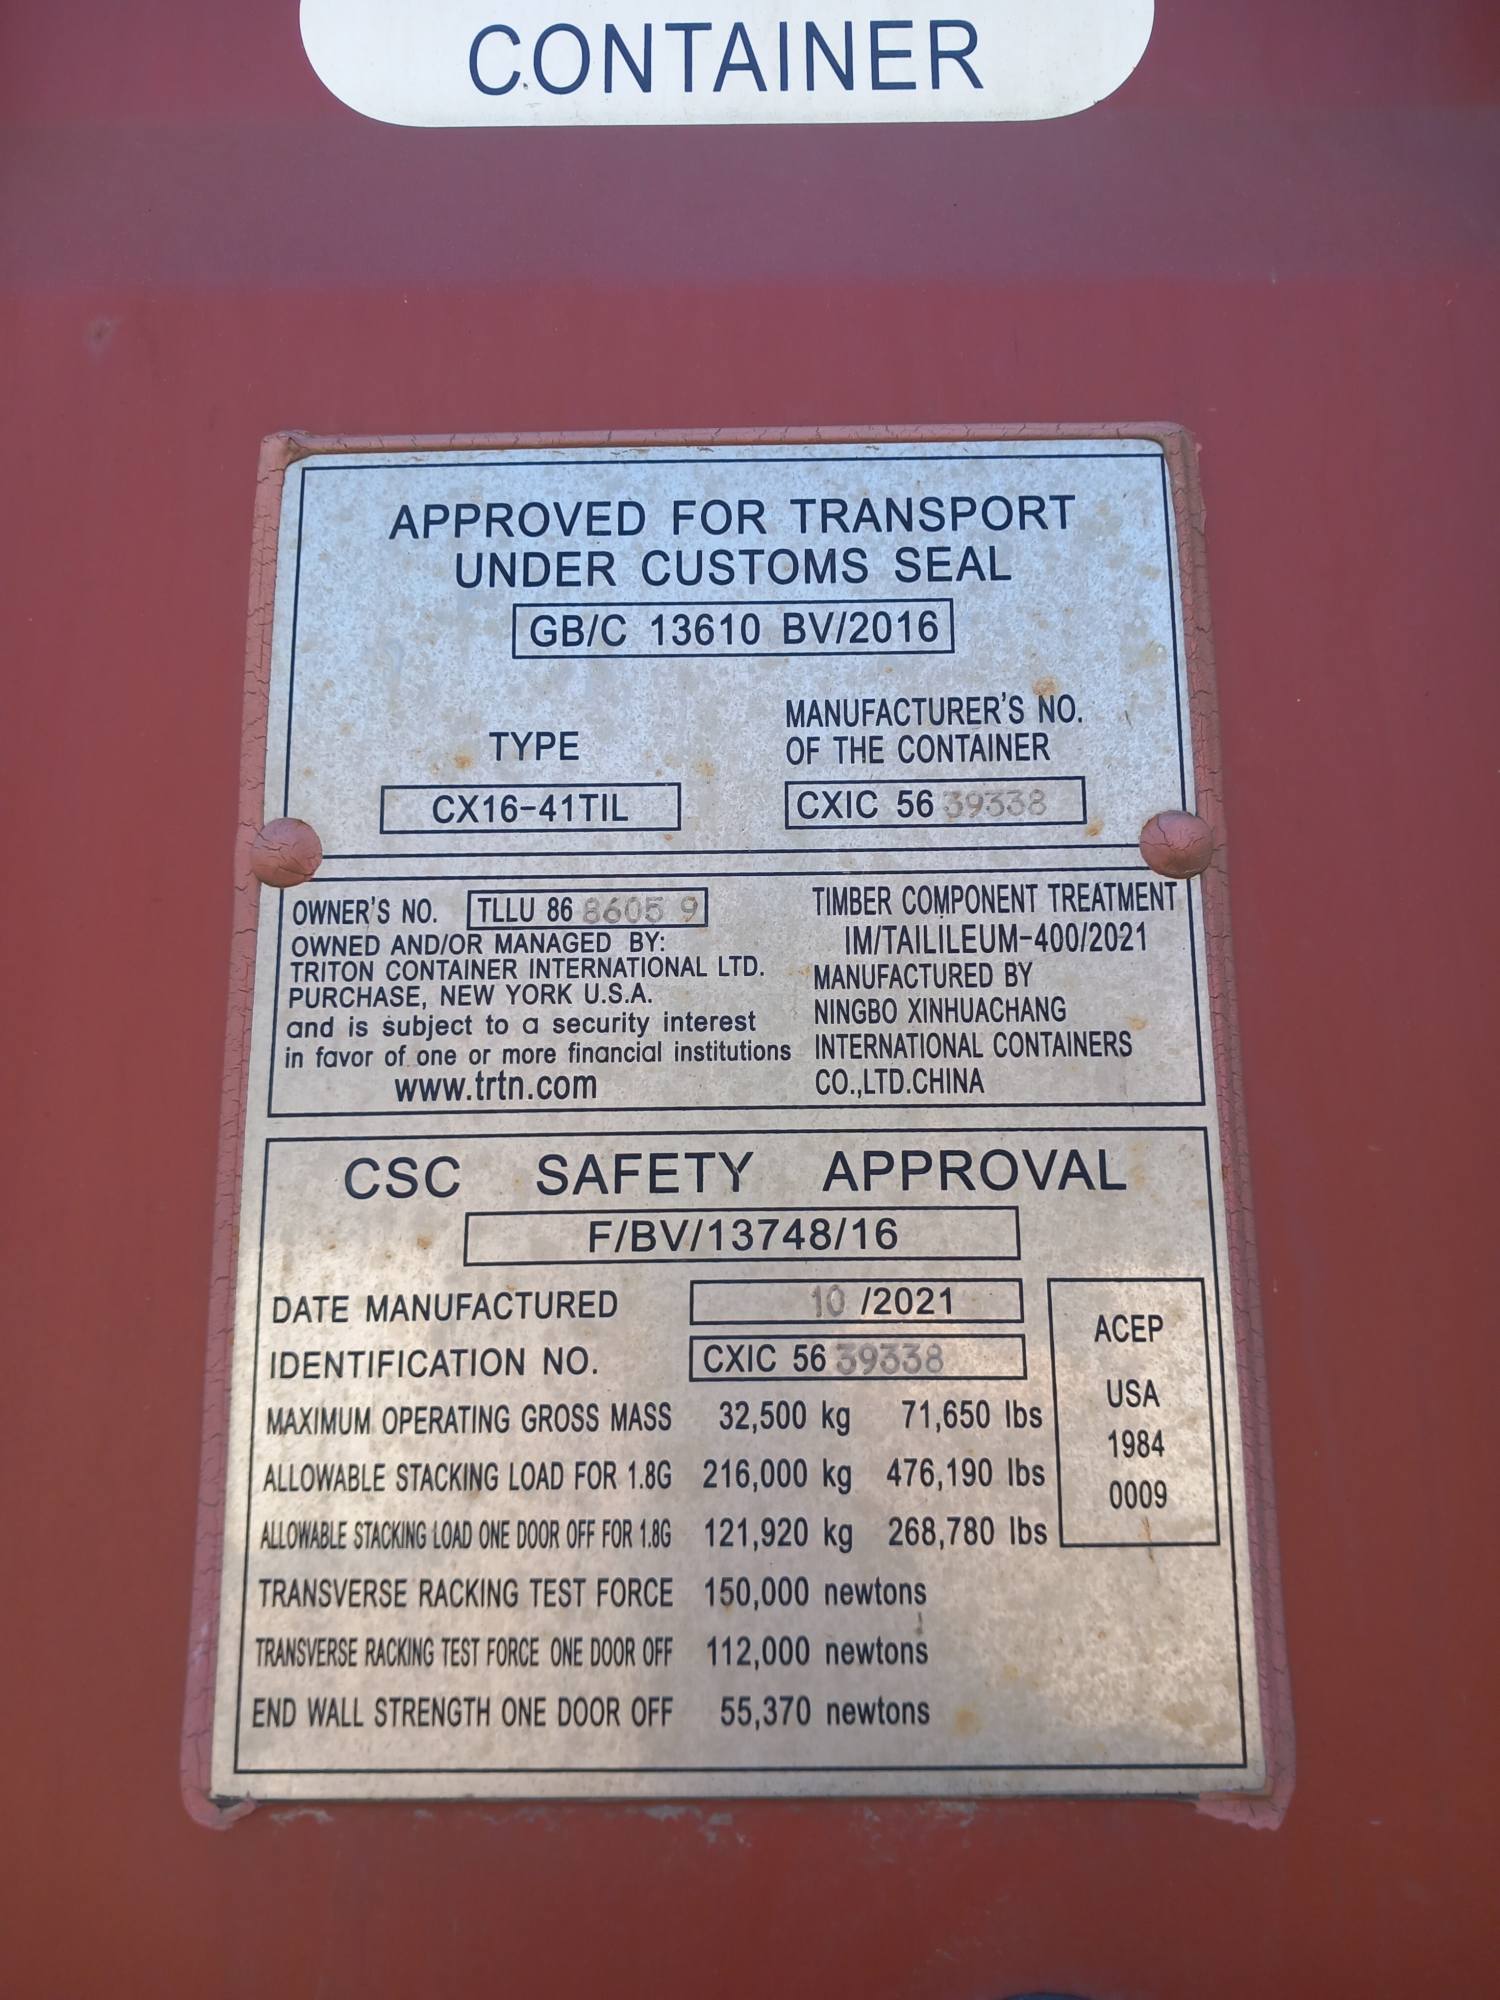 CONTAINER
APPROVED FOR TRANSPORT
UNDER CUSTOMS SEAL
GB/C 13610 BV/2016
TYPE
CX16-41TIL
MANUFACTURER'S NO.
OF THE CONTAINER
CXIC 56 39338
OWNER'S NO. TLLU 86 8605 9
OWNED AND/OR MANAGED BY:
TRITON CONTAINER INTERNATIONAL LTD.
PURCHASE, NEW YORK U.S.A.
and is subject to a security interest
in favor of one or more financial institutions
www.trtn.com
TIMBER COMPONENT TREATMENT
IM/TAILILEUM-400/2021
MANUFACTURED BY
NINGBO XINHUACHANG
INTERNATIONAL CONTAINERS
CO.,LTD.CHINA
CSC SAFETY APPROVAL
F/BV/13748/16
DATE MANUFACTURED 10 /2021
IDENTIFICATION NO. CXIC 56 39338
MAXIMUM OPERATING GROSS MASS 32,500 kg 71,650 lbs
ALLOWABLE STACKING LOAD FOR 1.8G 216,000 kg 476,190 lbs
ALLOWABLE STACKING LOAD ONE DOOR OFF FOR 1.8G 121,920 kg 268,780 lbs
TRANSVERSE RACKING TEST FORCE 150,000 newtons
TRANSVERSE RACKING TEST FORCE ONE DOOR OFF 112,000 newtons
END WALL STRENGTH ONE DOOR OFF 55,370 newtons
ACEP
USA
1984
0009